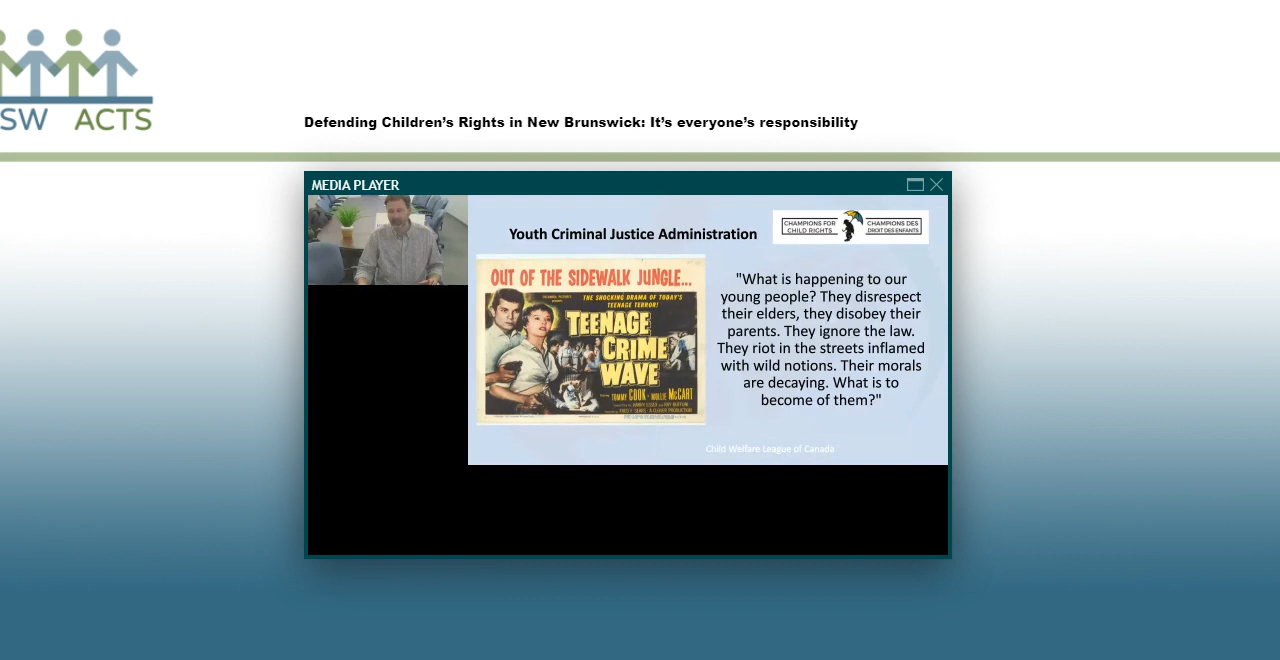 SW ACTS
Defending Children’s Rights in New Brunswick: It’s everyone’s responsibility
MEDIA PLAYER
Youth Criminal Justice Administration
CHAMPIONS FOR
CHILD RIGHTS
CHAMPIONS DES
DROIT DES ENFANTS
OUT OF THE SIDEWALK JUNGLE...
COLUMBIA PICTURES
THE SHOCKING DRAMA OF TODAY'S
TEENAGE TERROR!
TEENAGE
CRIME
WAVE
TOMMY COOK · MOLLIE McCART
"What is happening to our
young people? They disrespect
their elders, they disobey their
parents. They ignore the law.
They riot in the streets inflamed
with wild notions. Their morals
are decaying. What is to
become of them?"
Child Welfare League of Canada